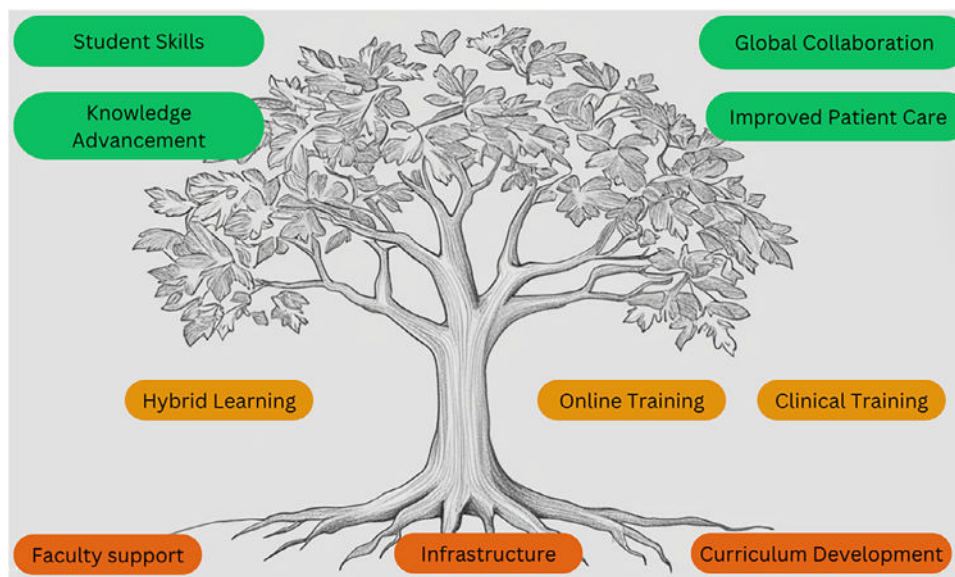 Student Skills
Global Collaboration
Knowledge
Advancement
Improved Patient Care
Hybrid Learning
Online Training
Clinical Training
Faculty support
Infrastructure
Curriculum Development